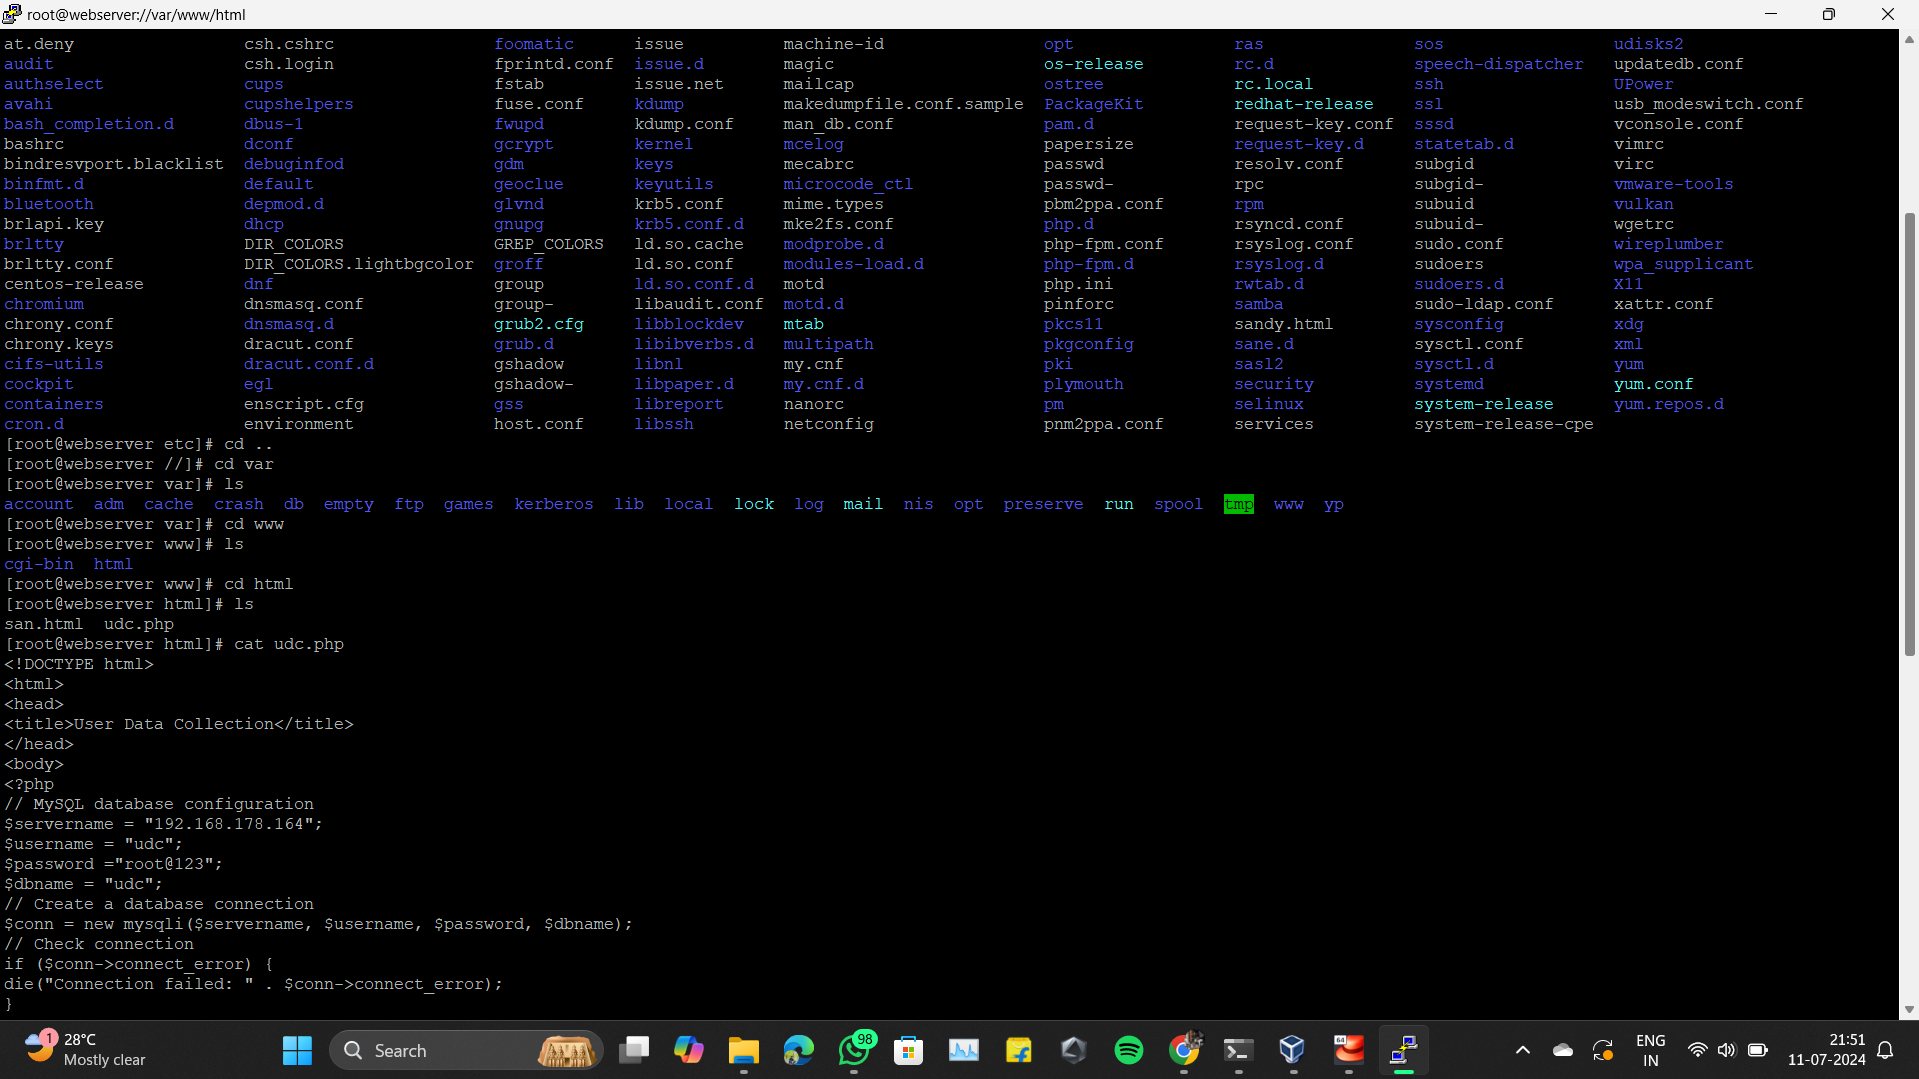 root@webserver://var/www/html
at.deny csh.cshrc foomatic issue machine-id opt ras sos udisks2
audit csh.login fprintd.conf issue.d magic os-release rc.d speech-dispatcher updatedb.conf
authselect cups fstab issue.net mailcap ostree rc.local ssh UPower
avahi cupshelpers fuse.conf kdump makedumpfile.conf.sample PackageKit redhat-release ssl usb_modeswitch.conf
bash_completion.d dbus-1 fwupd kdump.conf man_db.conf pam.d request-key.conf sssd vconsole.conf
bashrc dconf gcrypt kernel mcelog papersize request-key.d statetab.d vimrc
bindresvport.blacklist debuginfod gdm keys mecabrc passwd resolv.conf subgid virc
binfmt.d default geoclue keyutils microcode_ctl passwd- rpc subgid- vmware-tools
bluetooth depmod.d glvnd krb5.conf mime.types pbm2ppa.conf rpm subuid vulkan
brlapi.key dhcp gnupg krb5.conf.d mke2fs.conf php.d rsyncd.conf subuid- wgetrc
brltty DIR_COLORS GREP_COLORS ld.so.cache modprobe.d php-fpm.conf rsyslog.conf sudo.conf wireplumber
brltty.conf DIR_COLORS.lightbgcolor groff ld.so.conf modules-load.d php-fpm.d rsyslog.d sudoers wpa_supplicant
centos-release dnf group ld.so.conf.d motd php.ini rwtab.d sudoers.d X11
chromium dnsmasq.conf group- libaudit.conf motd.d pinforc samba sudo-ldap.conf xattr.conf
chrony.conf dnsmasq.d grub2.cfg libblockdev mtab pkcs11 sandy.html sysconfig xdg
chrony.keys dracut.conf grub.d libibverbs.d multipath pkgconfig sane.d sysctl.conf xml
cifs-utils dracut.conf.d gshadow libnl my.cnf pki sasl2 sysctl.d yum
cockpit egl gshadow- libpaper.d my.cnf.d plymouth security systemd yum.conf
containers enscript.cfg gss libreport nanorc pm selinux system-release yum.repos.d
cron.d environment host.conf libssh netconfig pnm2ppa.conf services system-release-cpe
[root@webserver etc]# cd ..
[root@webserver //]# cd var
[root@webserver var]# ls
account adm cache crash db empty ftp games kerberos lib local lock log mail nis opt preserve run spool tmp www yp
[root@webserver var]# cd www
[root@webserver www]# ls
cgi-bin html
[root@webserver www]# cd html
[root@webserver html]# ls
san.html udc.php
[root@webserver html]# cat udc.php
<!DOCTYPE html>
<html>
<head>
<title>User Data Collection</title>
</head>
<body>
<?php
// MySQL database configuration
$servername = "192.168.178.164";
$username = "udc";
$password ="root@123";
$dbname = "udc";
// Create a database connection
$conn = new mysqli($servername, $username, $password, $dbname);
// Check connection
if ($conn->connect_error) {
die("Connection failed: " . $conn->connect_error);
}
1
28°C
Mostly clear
Search
98
64
ENG
IN
21:51
11-07-2024